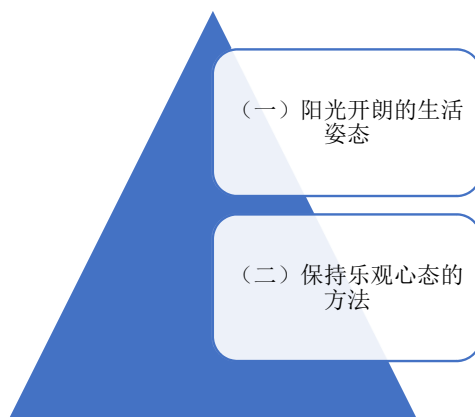 （一）阳光开朗的生活
姿态
（二）保持乐观心态的
方法